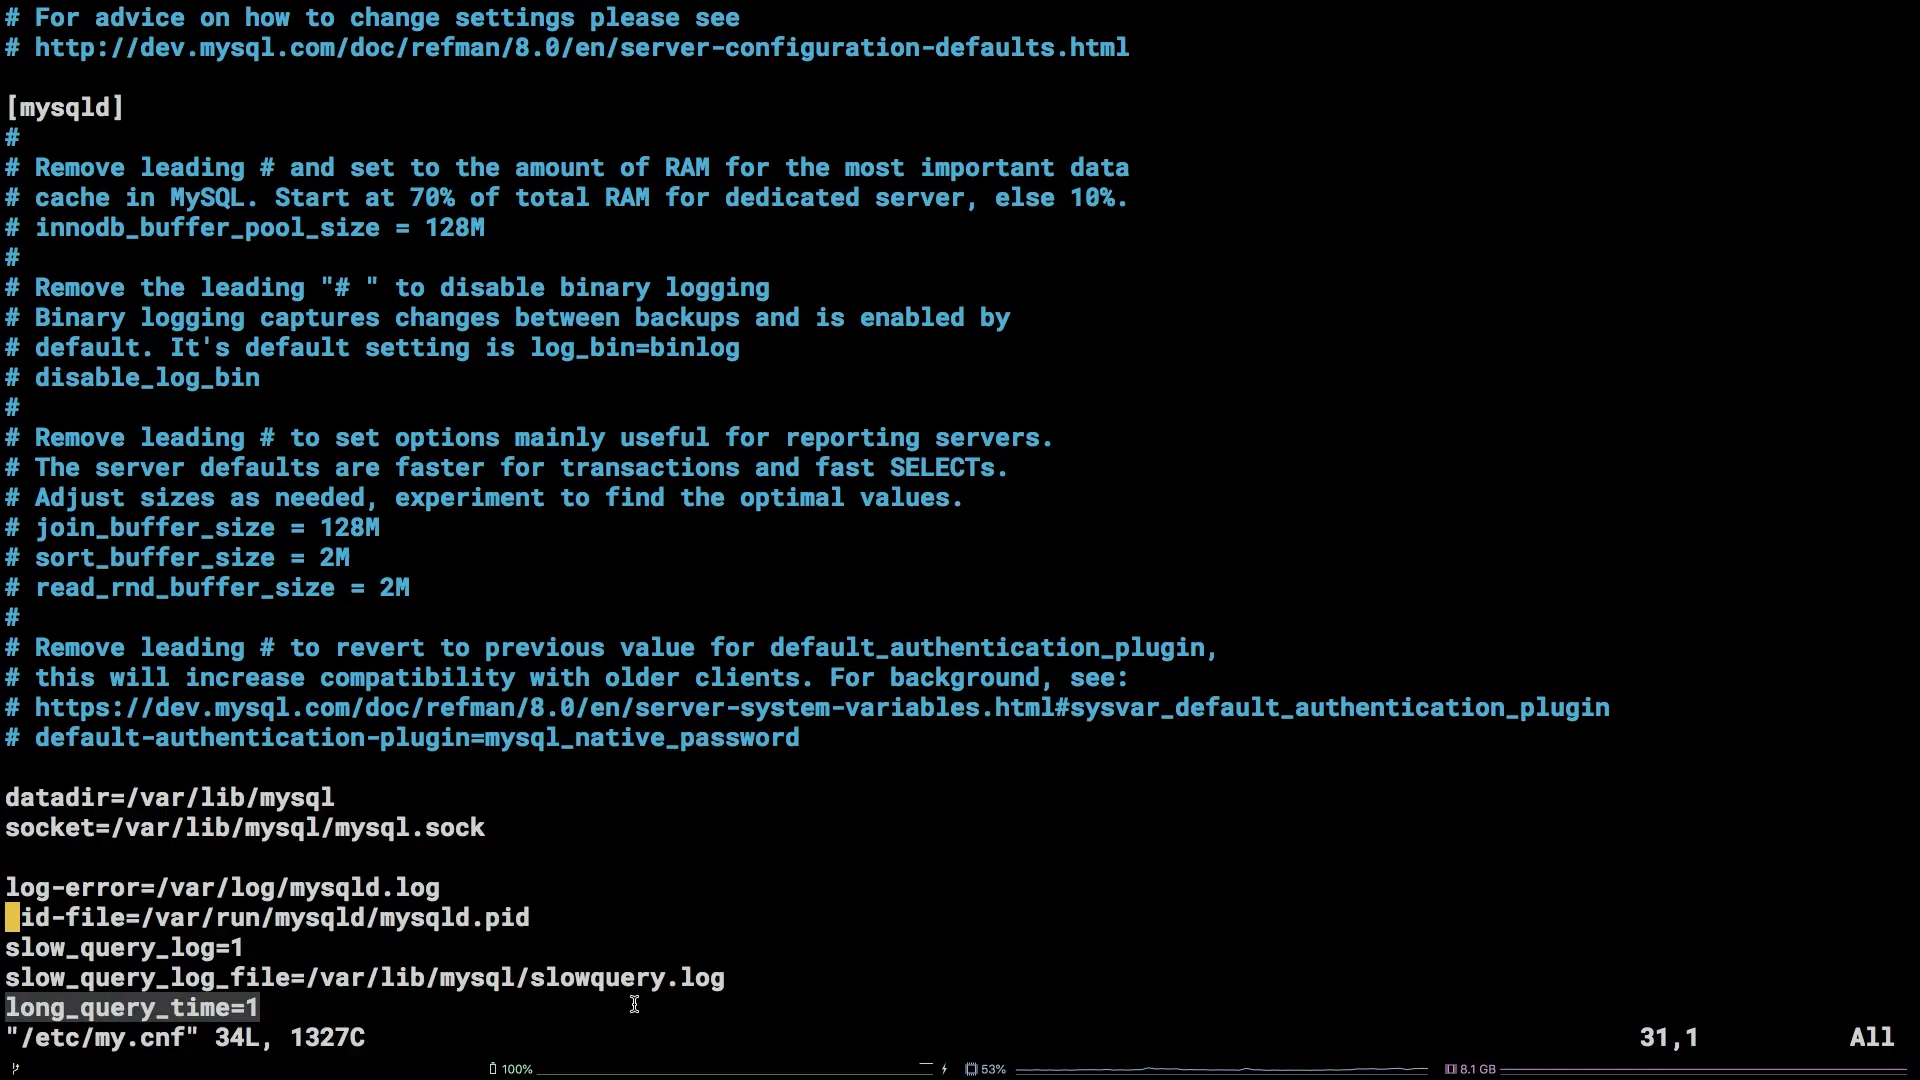 # For advice on how to change settings please see
# http://dev.mysql.com/doc/refman/8.0/en/server-configuration-defaults.html
[mysqld]
#
# Remove leading # and set to the amount of RAM for the most important data
# cache in MySQL. Start at 70% of total RAM for dedicated server, else 10%.
# innodb_buffer_pool_size = 128M
#
# Remove the leading "# " to disable binary logging
# Binary logging captures changes between backups and is enabled by
# default. It's default setting is log_bin=binlog
# disable_log_bin
#
# Remove leading # to set options mainly useful for reporting servers.
# The server defaults are faster for transactions and fast SELECTs.
# Adjust sizes as needed, experiment to find the optimal values.
# join_buffer_size = 128M
# sort_buffer_size = 2M
# read_rnd_buffer_size = 2M
#
# Remove leading # to revert to previous value for default_authentication_plugin,
# this will increase compatibility with older clients. For background, see:
# https://dev.mysql.com/doc/refman/8.0/en/server-system-variables.html#sysvar_default_authentication_plugin
# default-authentication-plugin=mysql_native_password
datadir=/var/lib/mysql
socket=/var/lib/mysql/mysql.sock
log-error=/var/log/mysqld.log
id-file=/var/run/mysqld/mysqld.pid
slow_query_log=1
slow_query_log_file=/var/lib/mysql/slowquery.log
long_query_time=1
"/etc/my.cnf" 34L, 1327C 31,1 All
100% 53% 8.1 GB